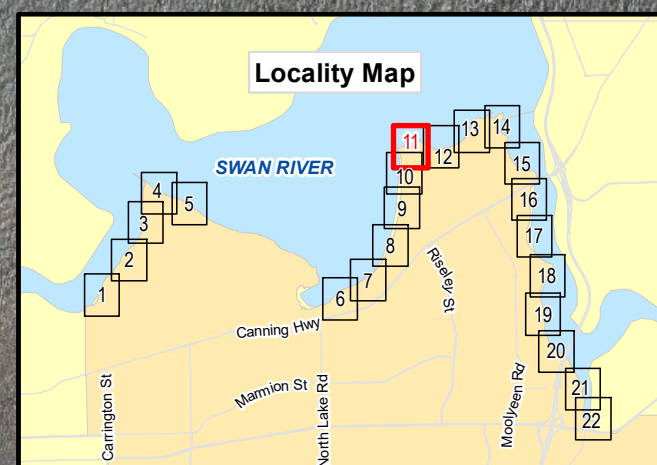 Locality Map
SWAN RIVER
1
2
3
4
5
6
7
8
9
10
11
12
13
14
15
16
17
18
19
20
21
22
Canning Hwy
Riseley St
Marmion St
Carrington St
North Lake Rd
Moolyeen Rd